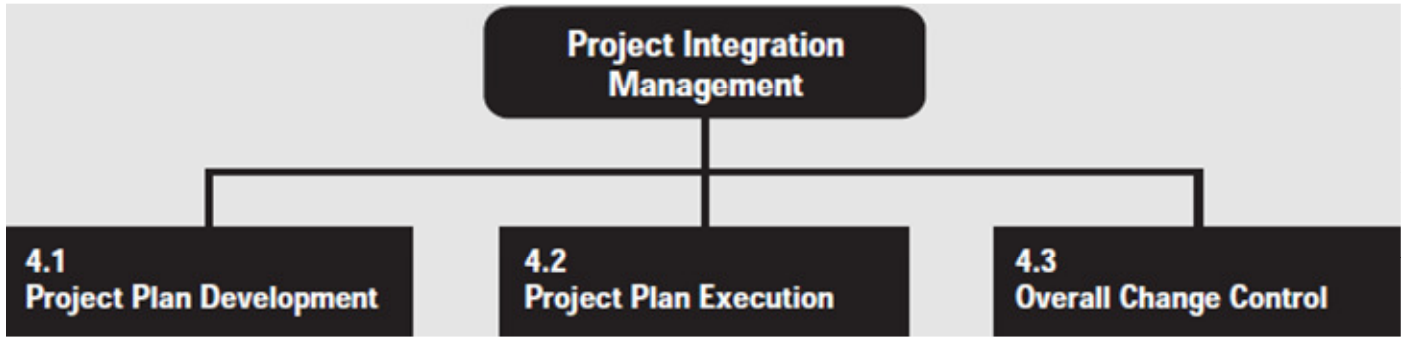 Project Integration
Management
4.1
Project Plan Development
4.2
Project Plan Execution
4.3
Overall Change Control